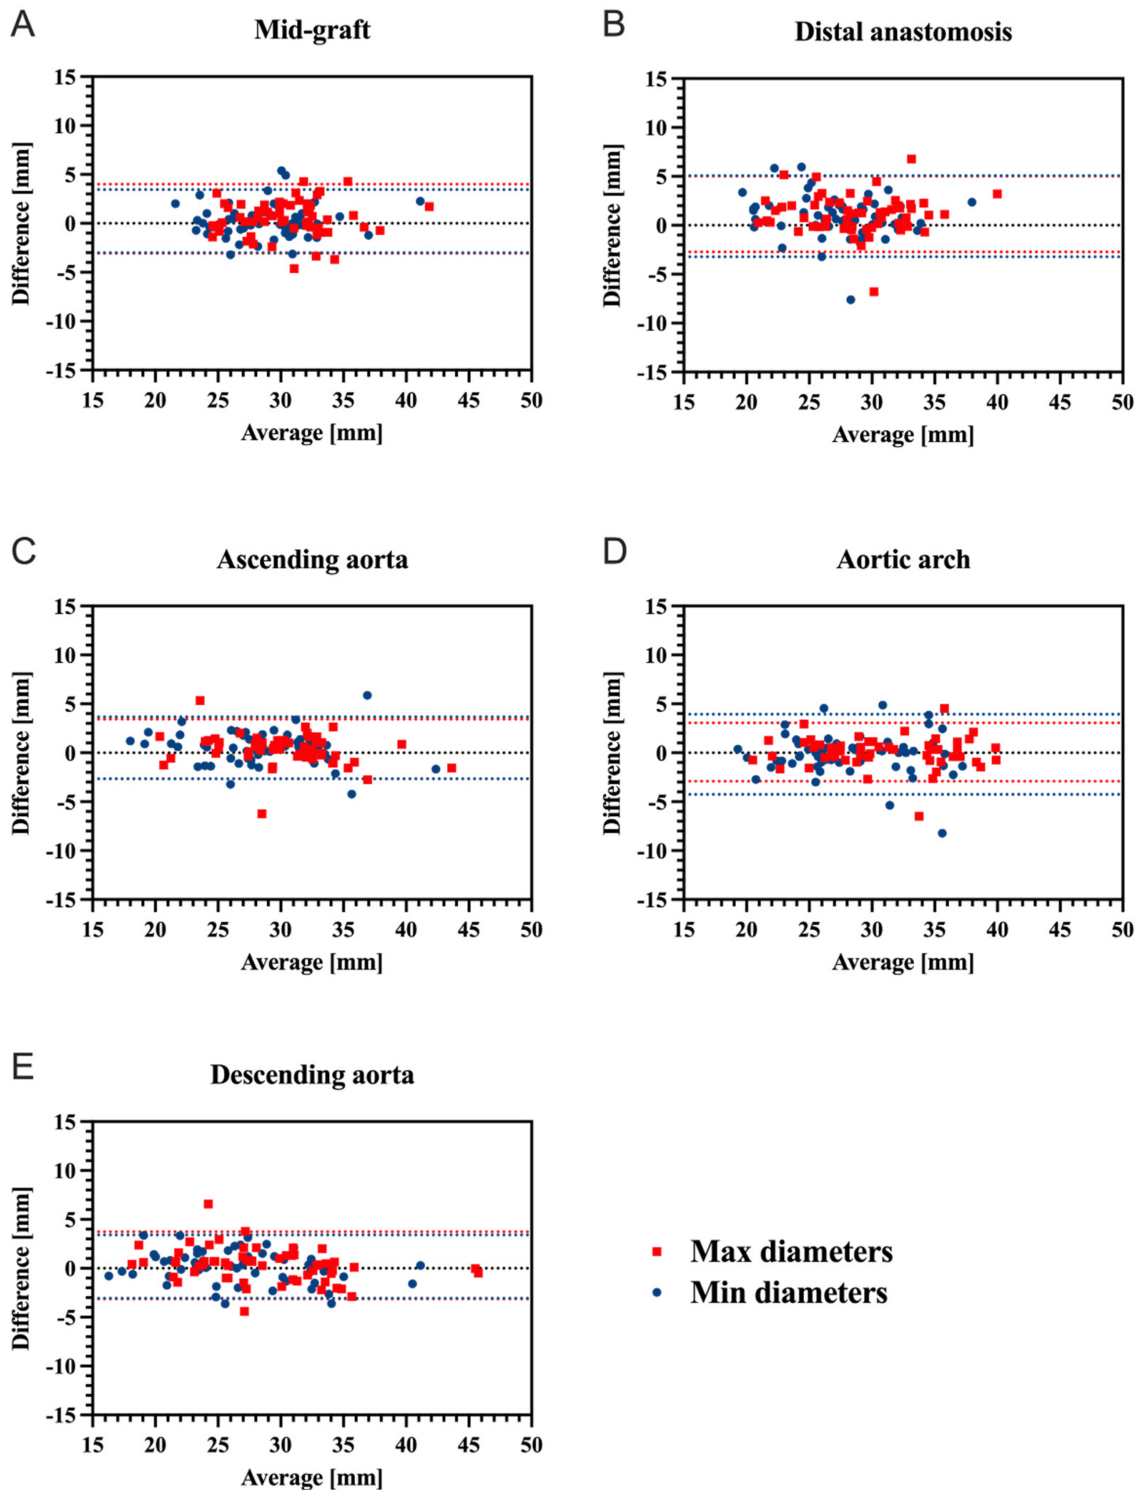 A
Mid-graft
15
10
5
0
-5
-10
-15
Difference [mm]
15 20 25 30 35 40 45 50
Average [mm]
B
Distal anastomosis
15
10
5
0
-5
-10
-15
Difference [mm]
15 20 25 30 35 40 45 50
Average [mm]
C
Ascending aorta
15
10
5
0
-5
-10
-15
Difference [mm]
15 20 25 30 35 40 45 50
Average [mm]
D
Aortic arch
15
10
5
0
-5
-10
-15
Difference [mm]
15 20 25 30 35 40 45 50
Average [mm]
E
Descending aorta
15
10
5
0
-5
-10
-15
Difference [mm]
15 20 25 30 35 40 45 50
Average [mm]
Max diameters
Min diameters